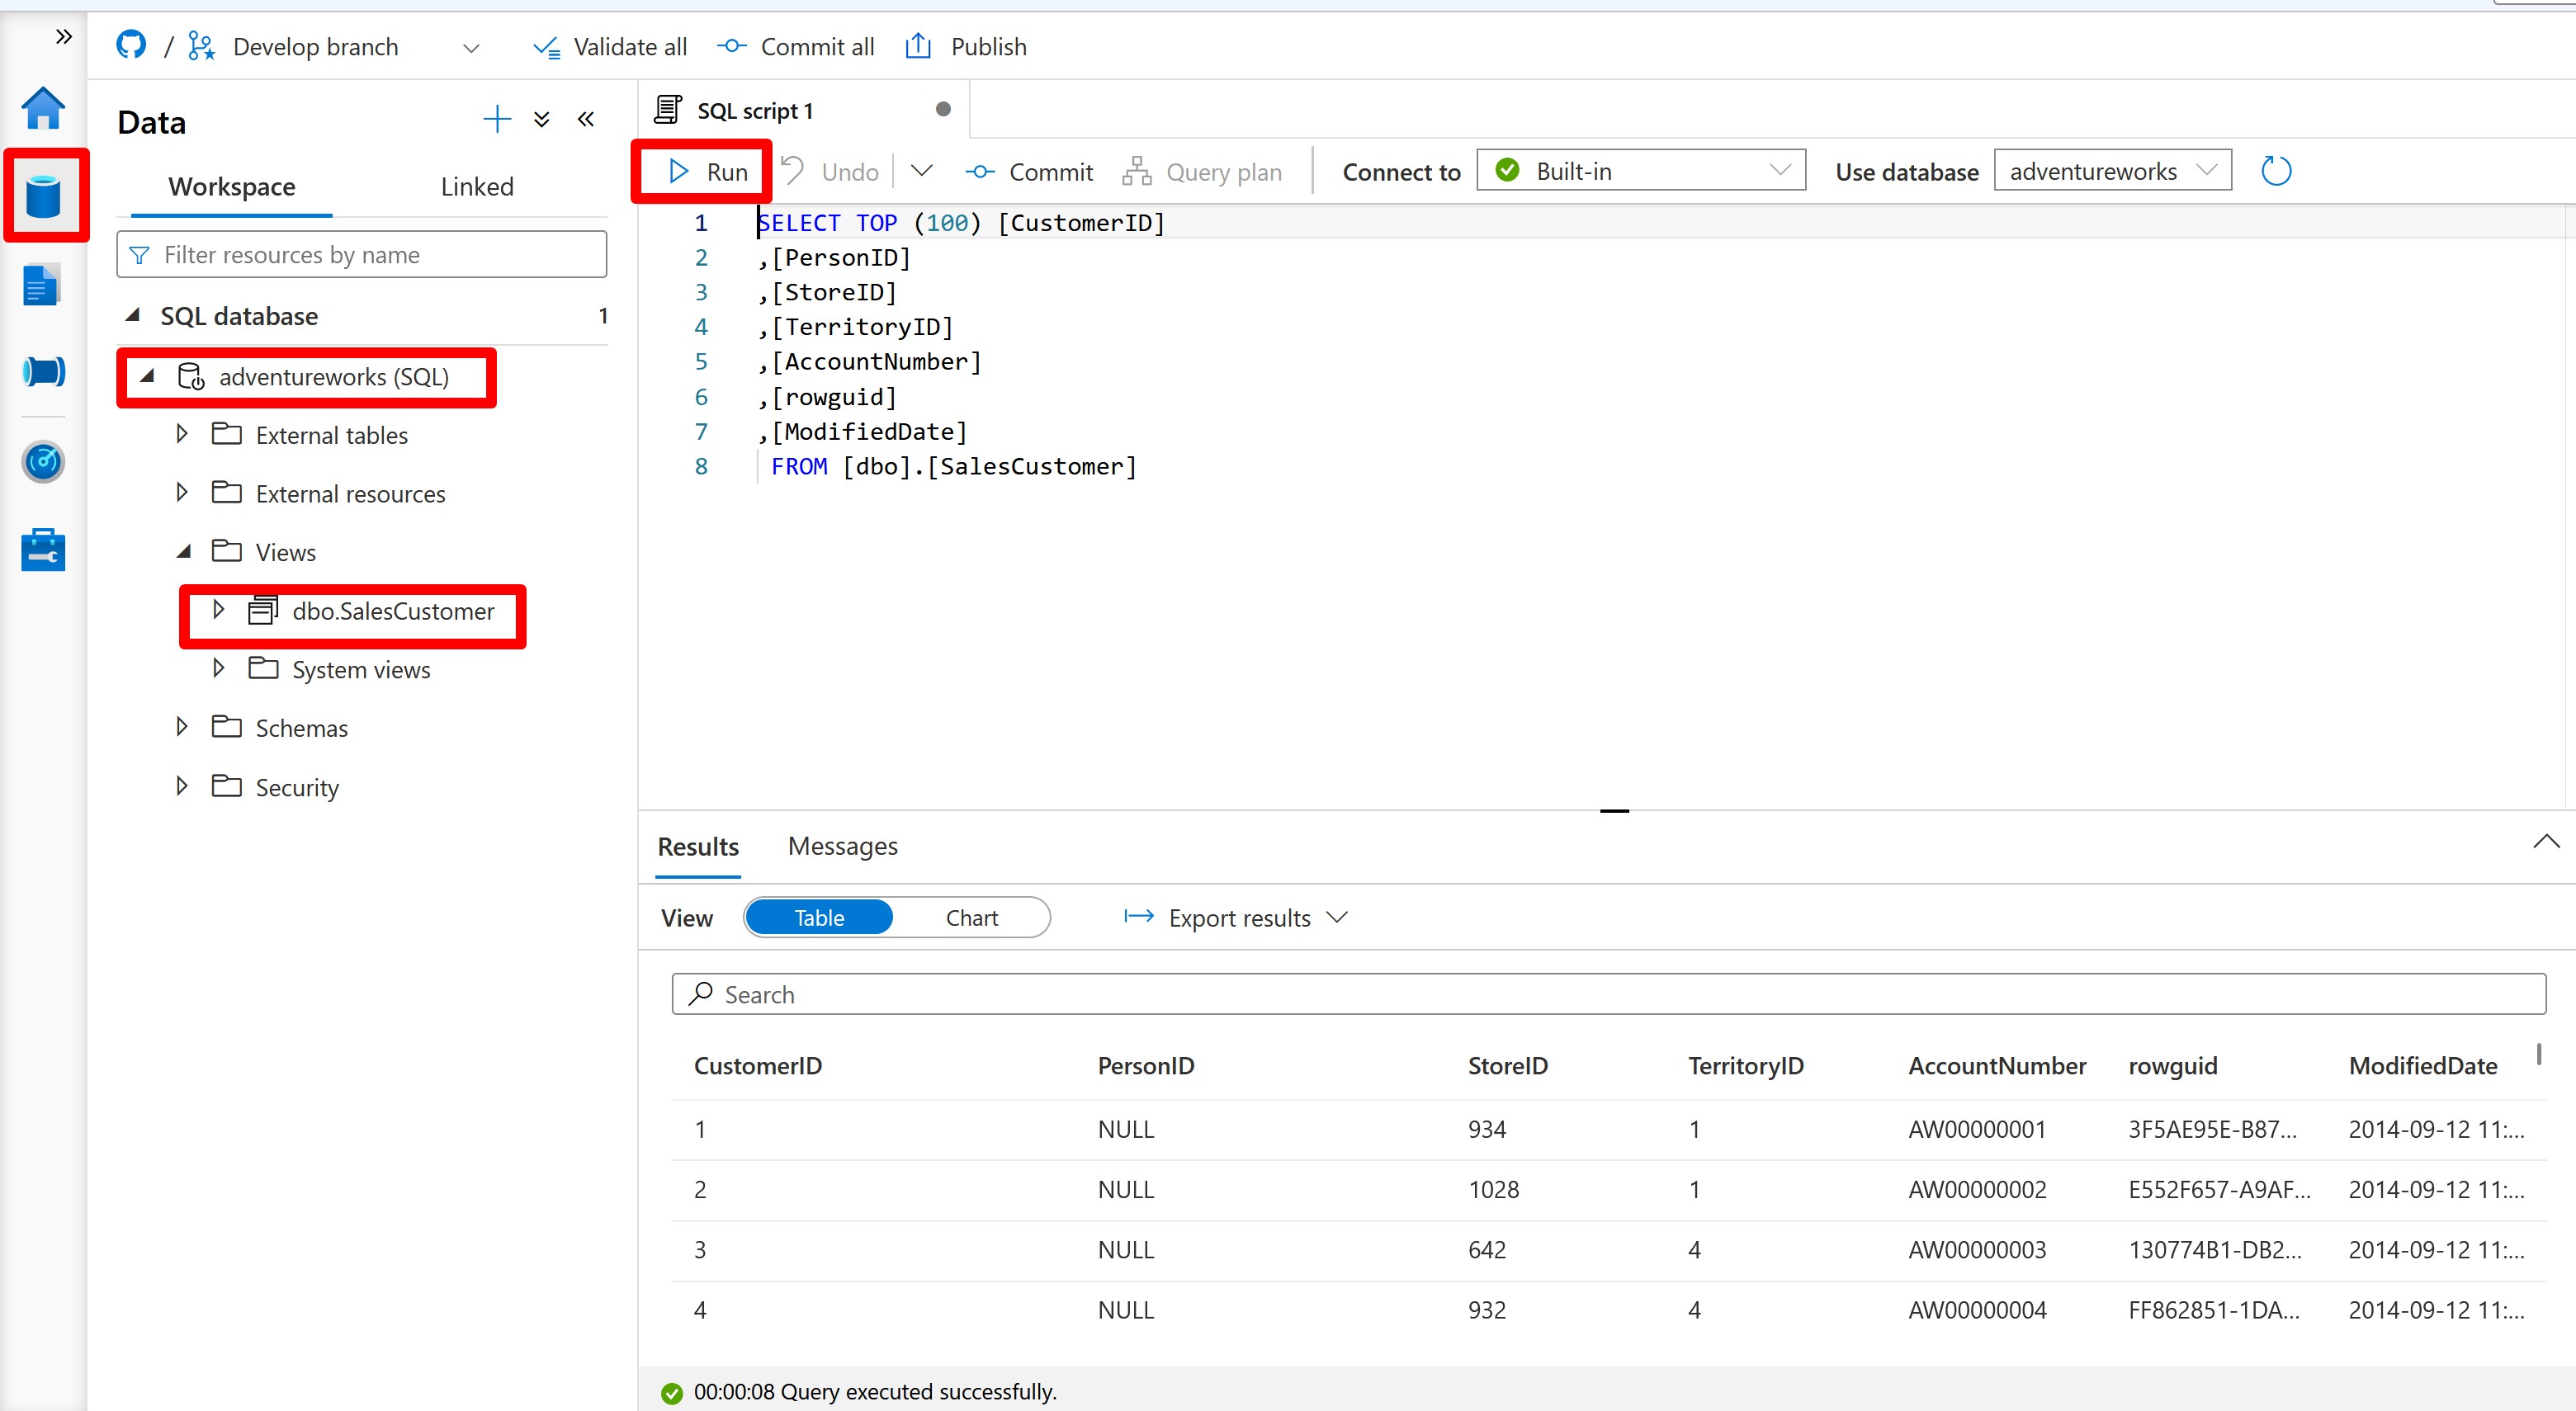 / Develop branch Validate all Commit all Publish
Data
Workspace Linked
Filter resources by name
SQL database 1
adventureworks (SQL)
External tables
External resources
Views
dbo.SalesCustomer
System views
Schemas
Security
SQL script 1
Run Undo Commit Query plan Connect to Built-in Use database adventureworks
1 SELECT TOP (100) [CustomerID]
2 ,[PersonID]
3 ,[StoreID]
4 ,[TerritoryID]
5 ,[AccountNumber]
6 ,[rowguid]
7 ,[ModifiedDate]
8 FROM [dbo].[SalesCustomer]
Results Messages
View Table Chart Export results
Search
CustomerID PersonID StoreID TerritoryID AccountNumber rowguid ModifiedDate
1 NULL 934 1 AW00000001 3F5AE95E-B87... 2014-09-12 11:...
2 NULL 1028 1 AW00000002 E552F657-A9AF... 2014-09-12 11:...
3 NULL 642 4 AW00000003 130774B1-DB2... 2014-09-12 11:...
4 NULL 932 4 AW00000004 FF862851-1DA... 2014-09-12 11:...
00:00:08 Query executed successfully.